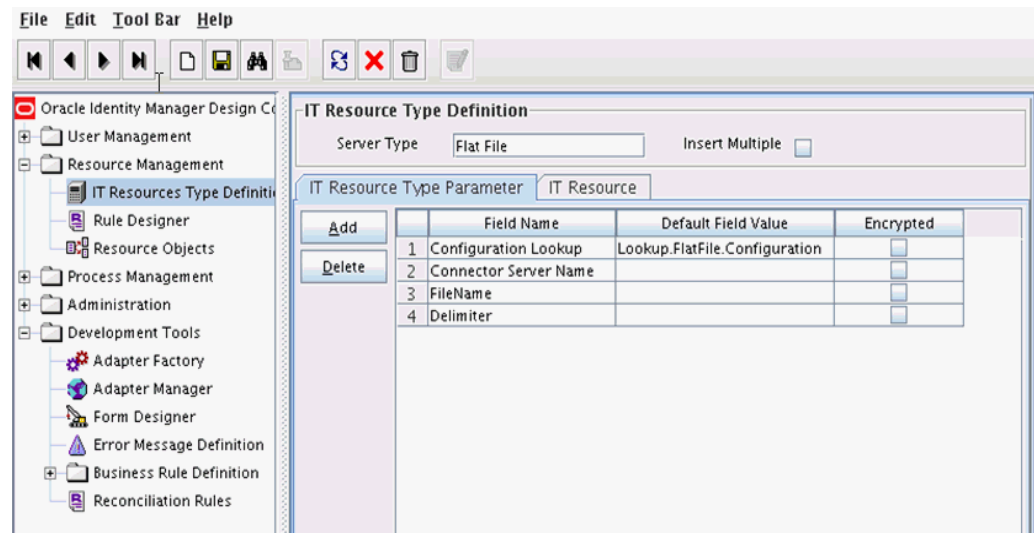 File Edit Tool Bar Help
Oracle Identity Manager Design Co
User Management
Resource Management
IT Resources Type Definiti
Rule Designer
Resource Objects
Process Management
Administration
Development Tools
Adapter Factory
Adapter Manager
Form Designer
Error Message Definition
Business Rule Definition
Reconciliation Rules
IT Resource Type Definition
Server Type Flat File Insert Multiple
IT Resource Type Parameter IT Resource
Add
Delete
Field Name Default Field Value Encrypted
1 Configuration Lookup Lookup.FlatFile.Configuration
2 Connector Server Name
3 FileName
4 Delimiter